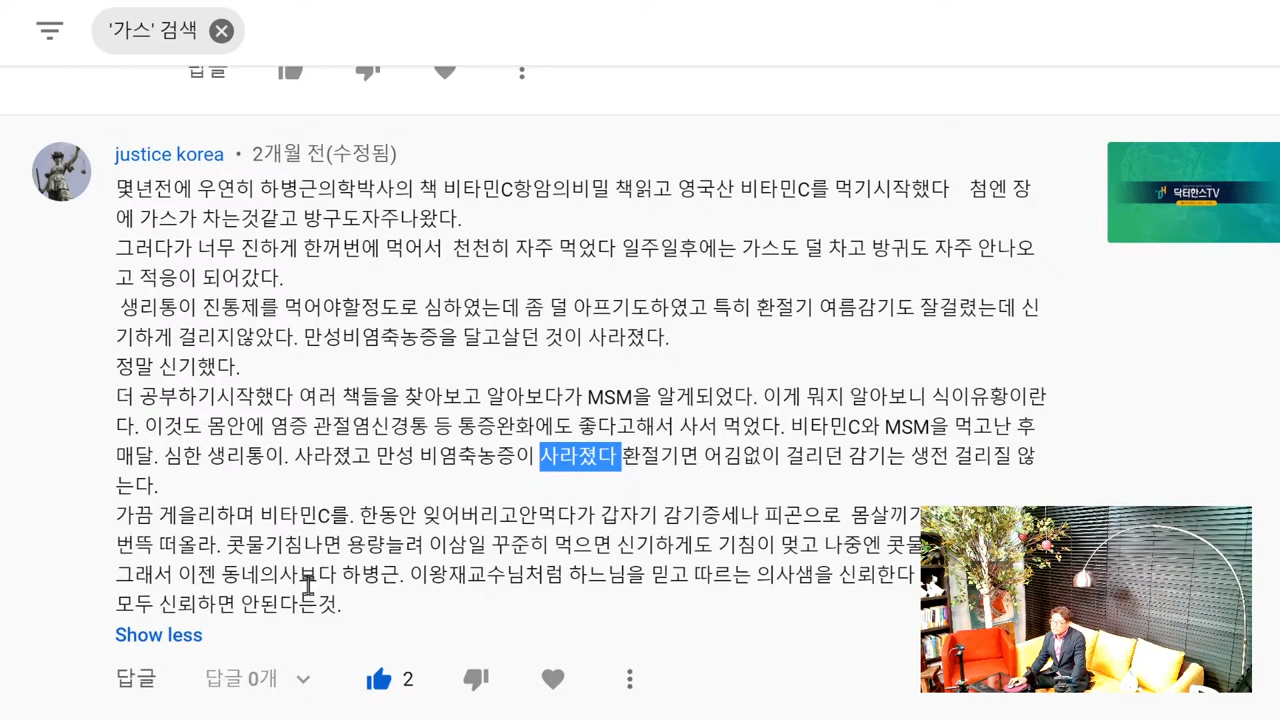 '가스' 검색
답글
justice korea • 2개월 전(수정됨)
몇년전에 우연히 하병근의학박사의 책 비타민C항암의비밀 책읽고 영국산 비타민C를 먹기시작했다 첨엔 장
에 가스가 차는것같고 방구도자주나왔다.
그러다가 너무 진하게 한꺼번에 먹어서 천천히 자주 먹었다 일주일후에는 가스도 덜 차고 방귀도 자주 안나오
고 적응이 되어갔다.
생리통이 진통제를 먹어야할정도로 심하였는데 좀 덜 아프기도하였고 특히 환절기 여름감기도 잘걸렸는데 신
기하게 걸리지않았다. 만성비염축농증을 달고살던 것이 사라졌다.
정말 신기했다.
더 공부하기시작했다 여러 책들을 찾아보고 알아보다가 MSM을 알게되었다. 이게 뭐지 알아보니 식이유황이란
다. 이것도 몸안에 염증 관절염신경통 등 통증완화에도 좋다고해서 사서 먹었다. 비타민C와 MSM을 먹고난 후
매달. 심한 생리통이. 사라졌고 만성 비염축농증이 사라졌다 환절기면 어김없이 걸리던 감기는 생전 걸리질 않
는다.
가끔 게을리하며 비타민C를. 한동안 잊어버리고안먹다가 갑자기 감기증세나 피곤으로 몸살끼가
번뜩 떠올라. 콧물기침나면 용량늘려 이삼일 꾸준히 먹으면 신기하게도 기침이 멎고 나중엔 콧물
그래서 이젠 동네의사보다 하병근. 이왕재교수님처럼 하느님을 믿고 따르는 의사샘을 신뢰한다
모두 신뢰하면 안된다는것.
Show less
답글 답글 0개 2
닥터한스TV